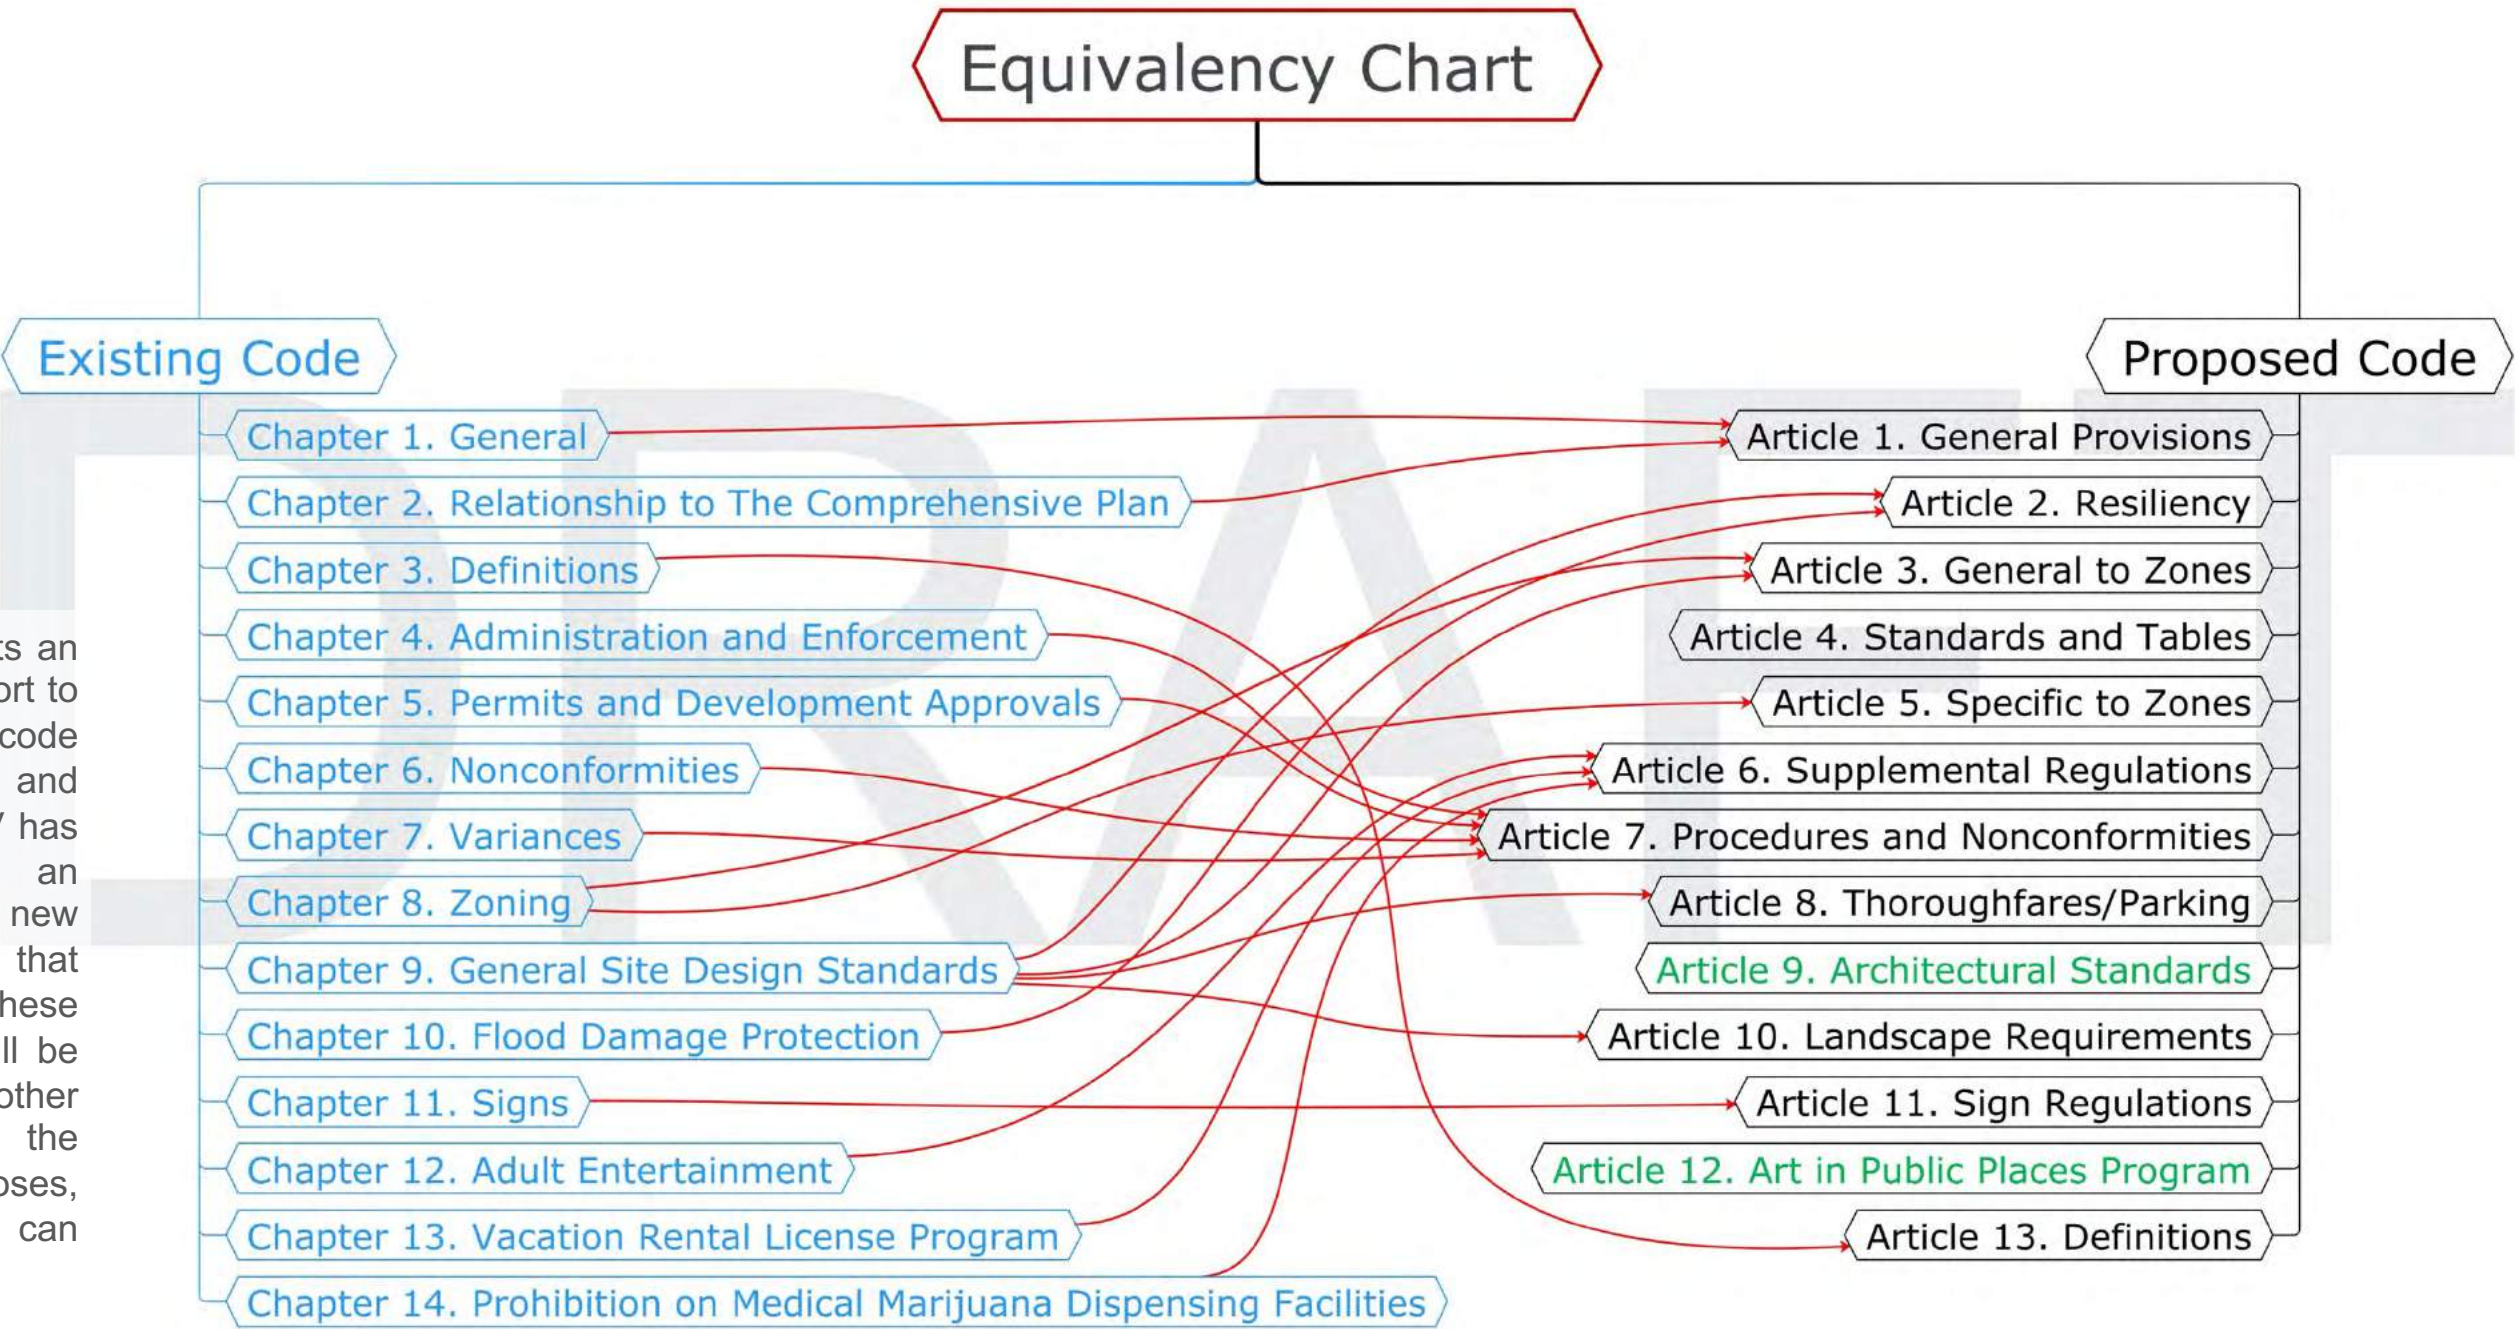 Equivalency Chart
Existing Code
Proposed Code
Chapter 1. General
Chapter 2. Relationship to The Comprehensive Plan
Chapter 3. Definitions
Chapter 4. Administration and Enforcement
Chapter 5. Permits and Development Approvals
Chapter 6. Nonconformities
Chapter 7. Variances
Chapter 8. Zoning
Chapter 9. General Site Design Standards
Chapter 10. Flood Damage Protection
Chapter 11. Signs
Chapter 12. Adult Entertainment
Chapter 13. Vacation Rental License Program
Chapter 14. Prohibition on Medical Marijuana Dispensing Facilities
Article 1. General Provisions
Article 2. Resiliency
Article 3. General to Zones
Article 4. Standards and Tables
Article 5. Specific to Zones
Article 6. Supplemental Regulations
Article 7. Procedures and Nonconformities
Article 8. Thoroughfares/Parking
Article 9. Architectural Standards
Article 10. Landscape Requirements
Article 11. Sign Regulations
Article 12. Art in Public Places Program
Article 13. Definitions
an
to
code
and
has
an
new
that
be
other
the
can
DRAFT